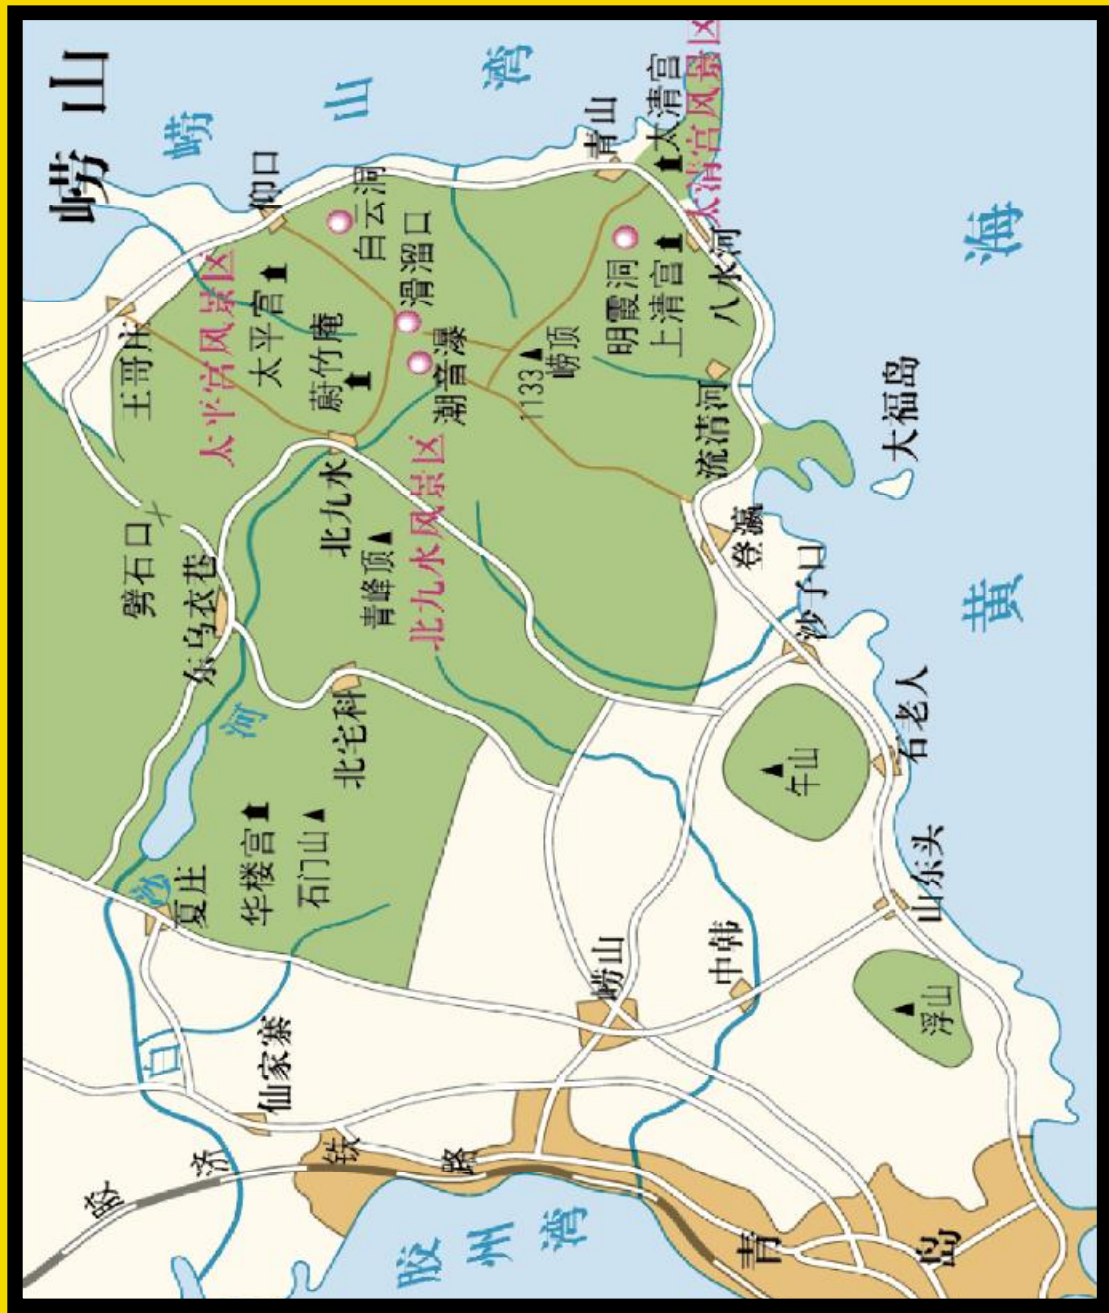 崂山
崂山湾
仰口
白云洞
滑溜口
潮音瀑
太平宫风景区
太平宫
蔚竹庵
王哥庄
劈石口
东乌衣巷
北九水
青峰顶
北九水风景区
1133
崂顶
明霞洞
上清宫
青山
太清宫
太清宫风景区
八水河
流清河
大福岛
登瀛
沙子口
北宅科
华楼宫
石门山
夏庄
白沙河
仙家寨
崂山
中韩
午山
石老人
山东头
浮山
胶济铁路
胶州湾
青岛
黄海